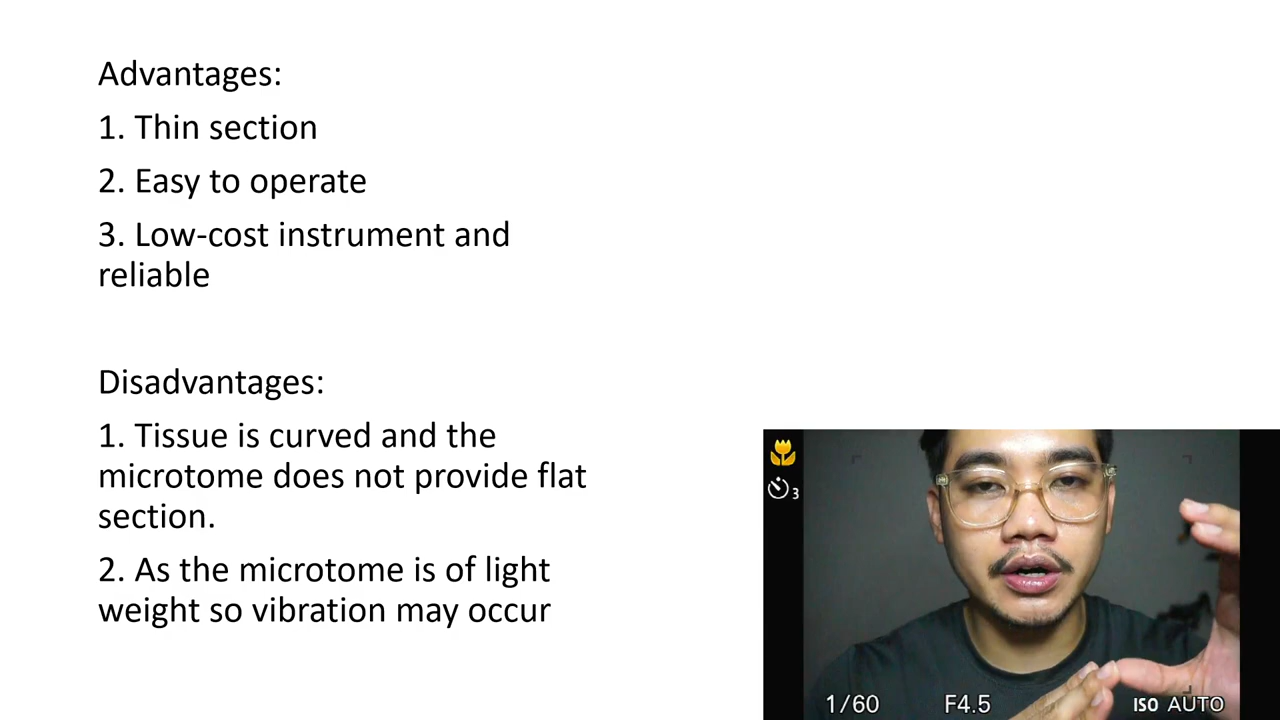 Advantages:
1. Thin section
2. Easy to operate
3. Low-cost instrument and
reliable
Disadvantages:
1. Tissue is curved and the
microtome does not provide flat
section.
2. As the microtome is of light
weight so vibration may occur
3
1/60 F4.5 ISO AUTO